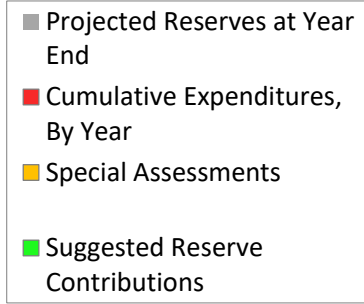 Projected Reserves at Year
End
Cumulative Expenditures,
By Year
Special Assessments
Suggested Reserve
Contributions